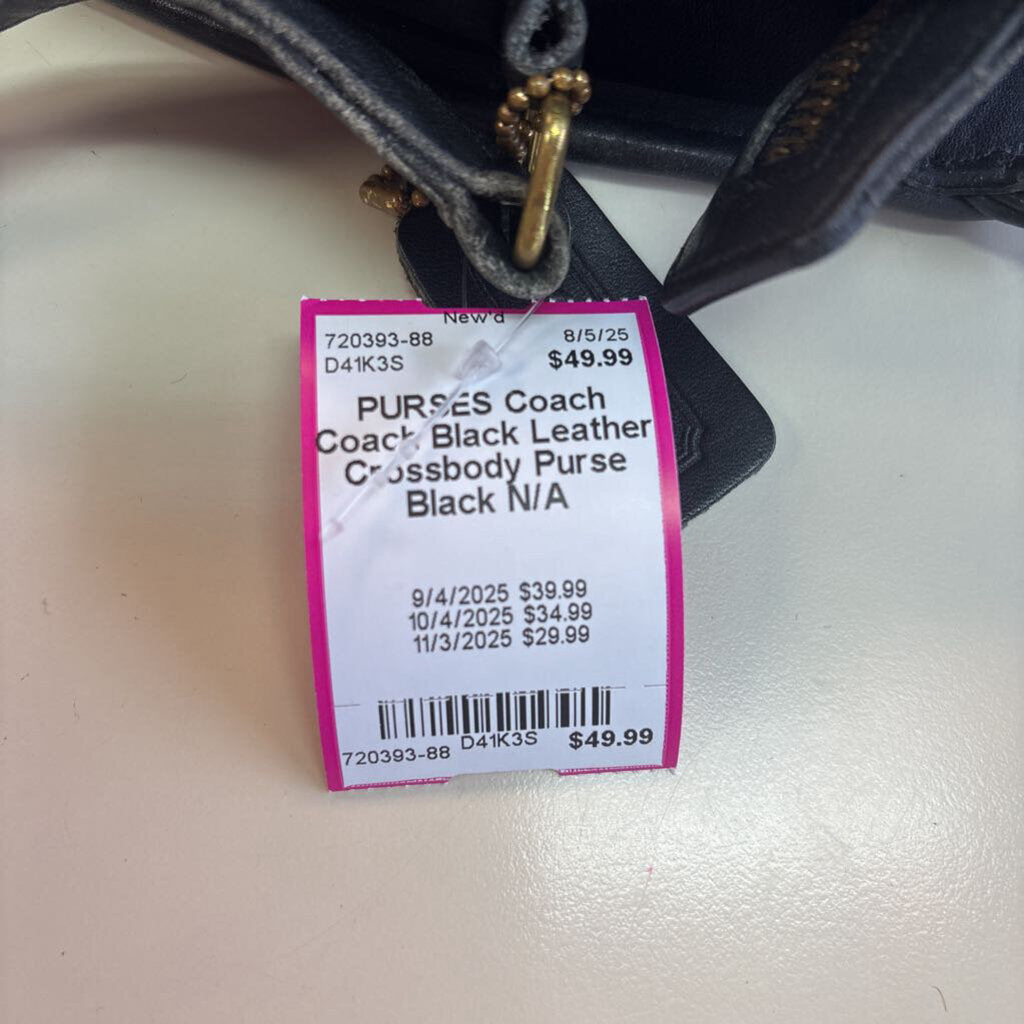 New'd
720393-88 8/5/25
D41K3S $49.99
PURSES Coach
Coach Black Leather
Crossbody Purse
Black N/A
9/4/2025 $39.99
10/4/2025 $34.99
11/3/2025 $29.99
720393-88 D41K3S $49.99